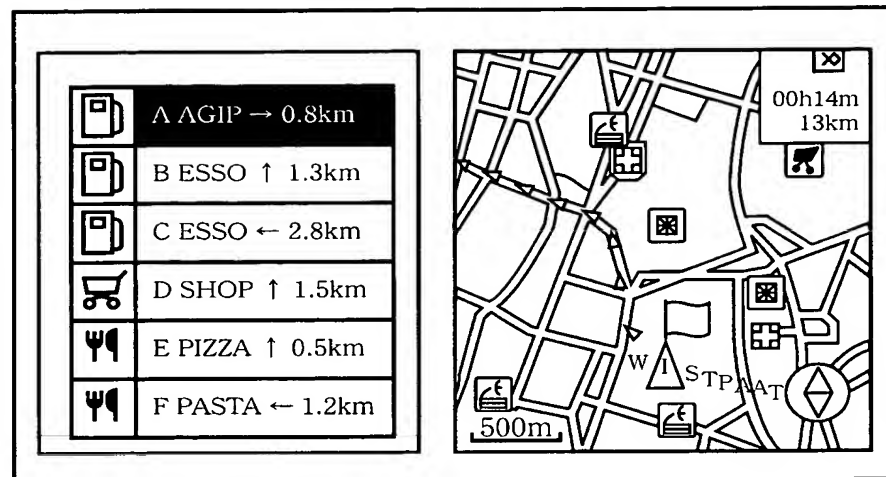 A AGIP → 0.8km
B ESSO ↑ 1.3km
C ESSO ← 2.8km
D SHOP ↑ 1.5km
E PIZZA ↑ 0.5km
F PASTA ← 1.2km
00h14m
13km
W I STPAAT
500m